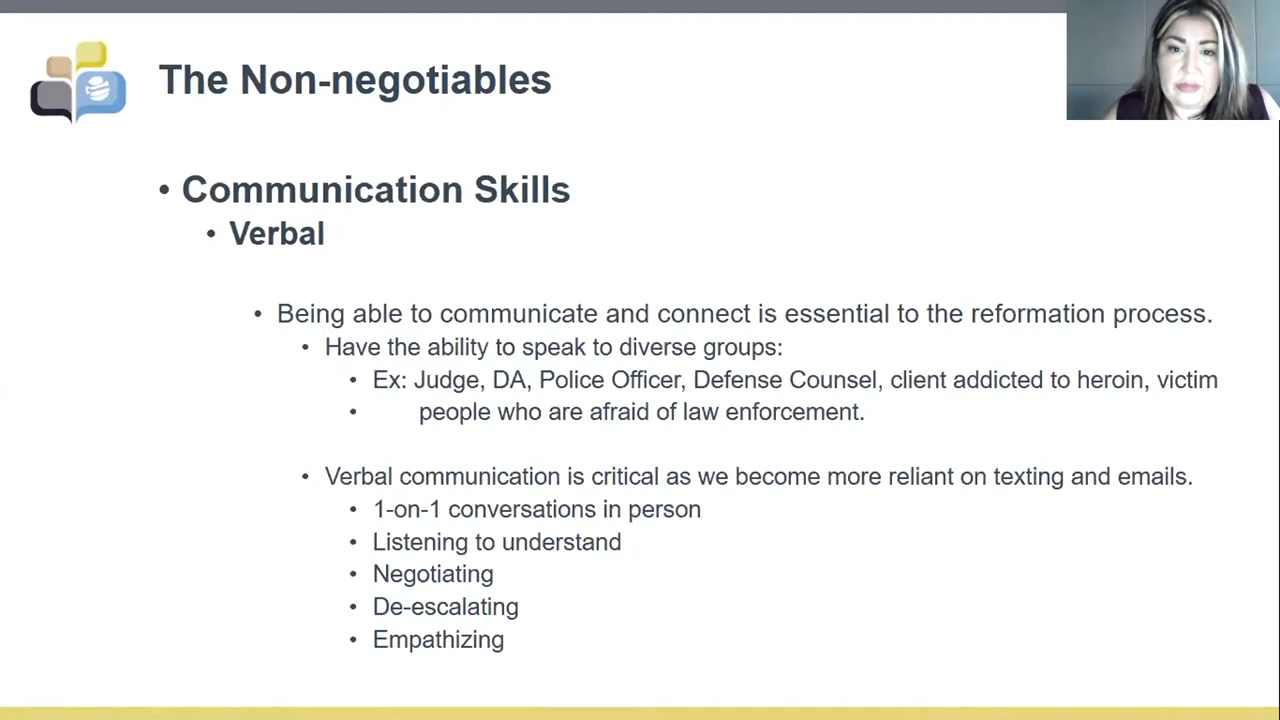 The Non-negotiables
• Communication Skills
• Verbal
• Being able to communicate and connect is essential to the reformation process.
• Have the ability to speak to diverse groups:
• Ex: Judge, DA, Police Officer, Defense Counsel, client addicted to heroin, victim
• people who are afraid of law enforcement.
• Verbal communication is critical as we become more reliant on texting and emails.
• 1-on-1 conversations in person
• Listening to understand
• Negotiating
• De-escalating
• Empathizing